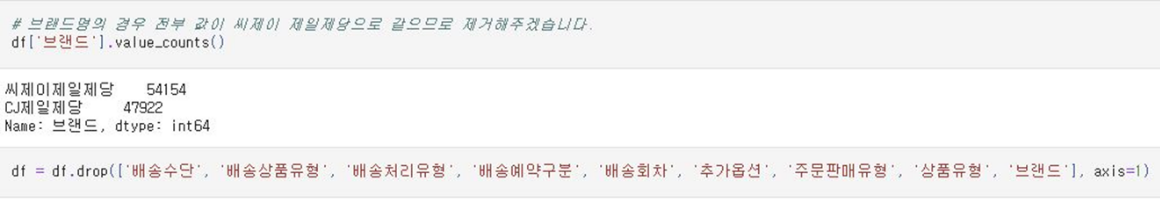 # 브랜드명의 경우 전부 값이 씨제이 제일제당으로 같으므로 제거해주겠습니다.
df['브랜드'].value_counts()
씨제이제일제당    54154
CJ제일제당     47922
Name: 브랜드, dtype: int64
df = df.drop(['배송수단', '배송상품유형', '배송처리유형', '배송예약구분', '배송회차', '추가옵션', '주문판매유형', '상품유형', '브랜드'], axis=1)